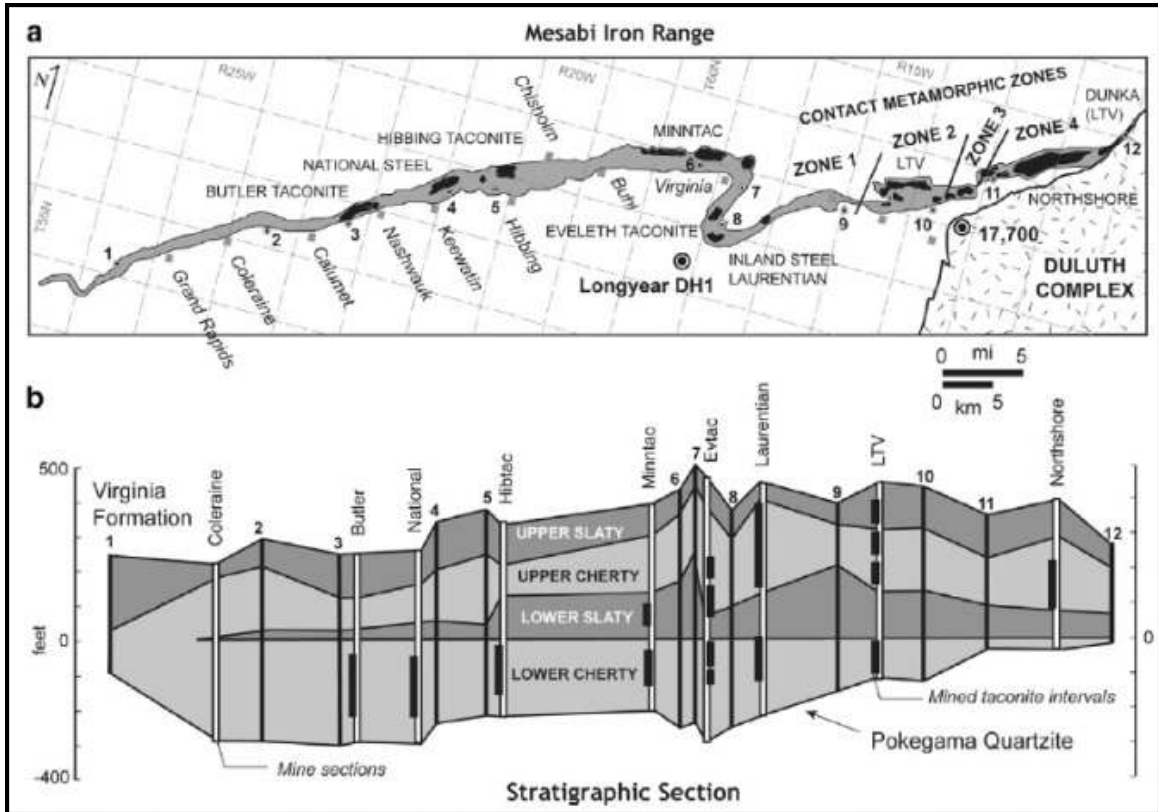 a
Mesabi Iron Range
N
R25W
R20W
T60N
R15W
T55N
CONTACT METAMORPHIC ZONES
DUNKA
(LTV)
Chisholm
HIBBING TACONITE
MINNTAC
ZONE 1
ZONE 2
LTV
ZONE 3
ZONE 4
NATIONAL STEEL
BUTLER TACONITE
1
2
3
4
5
6
7
8
9
10
11
12
Grand Rapids
Coleraine
Calumet
Nashwauk
Keewatin
Hibbing
Buhl
Virginia
EVELETH TACONITE
INLAND STEEL
LAURENTIAN
Longyear DH1
NORTHSHORE
17,700
DULUTH
COMPLEX
0 mi 5
0 km 5
b
500
0
-400
feet
Virginia
Formation
1
Coleraine
2
3
Butler
National
4
5
Hibtac
Minntac
6
7
Evtac
8
Laurentian
9
LTV
10
11
Northshore
12
UPPER SLATY
UPPER CHERTY
LOWER SLATY
LOWER CHERTY
0
Mine sections
Mined taconite intervals
Pokegama Quartzite
Stratigraphic Section